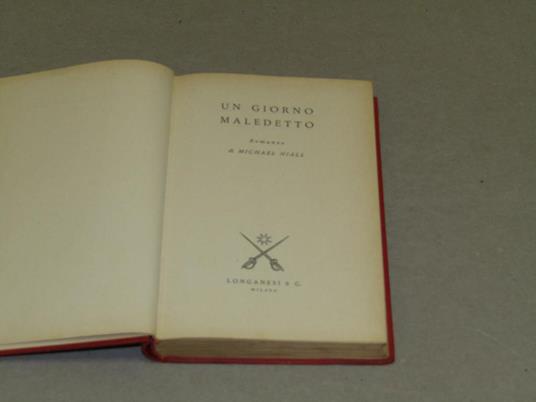 UN GIORNO
MALEDETTO
Romanzo
di MICHAEL NIALL
LONGANESI & C.
MILANO